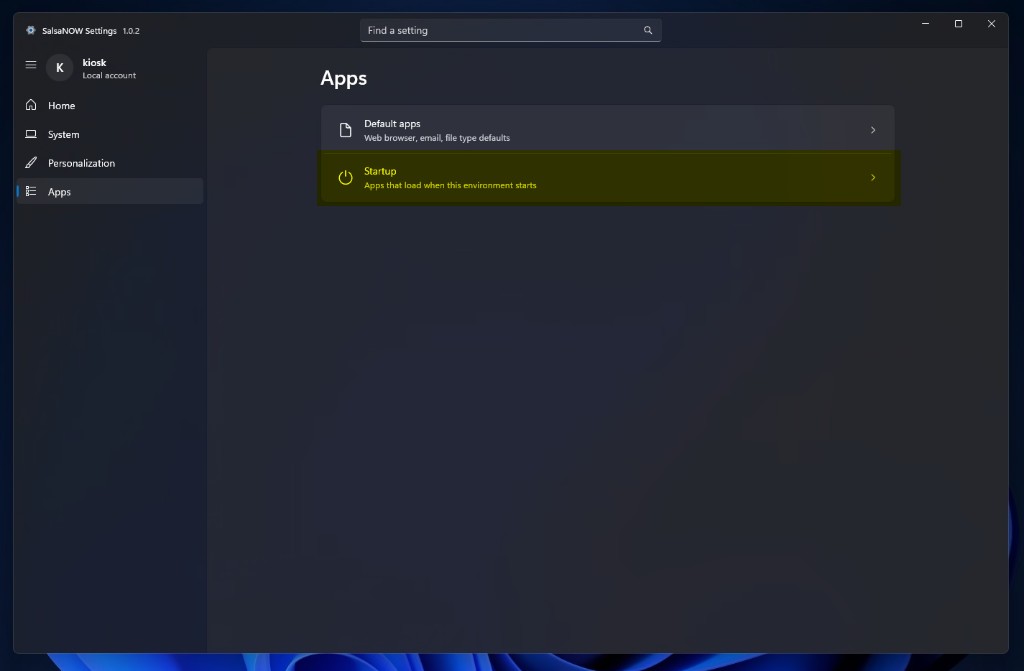 SalsaNOW Settings 1.0.2
Find a setting
K
kiosk
Local account
Home
System
Personalization
Apps
Apps
Default apps
Web browser, email, file type defaults
Startup
Apps that load when this environment starts